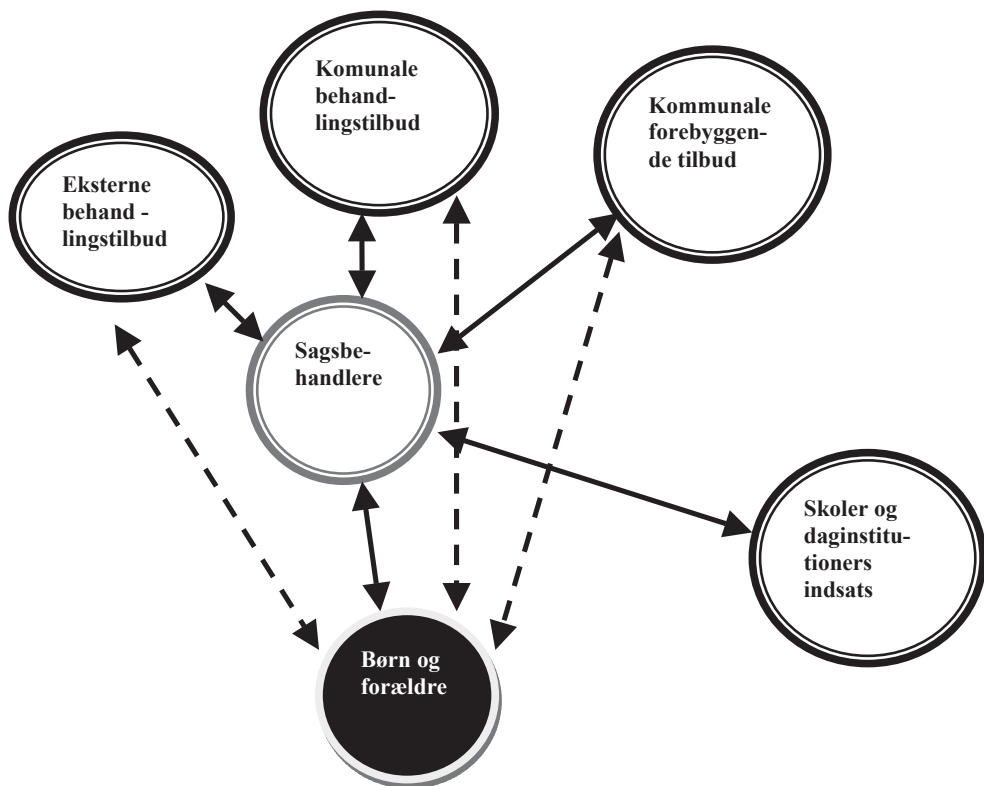 Komunale
behand-
lingstilbud
Kommunale
forebyggen-
de tilbud
Eksterne
behand -
lingstilbud
Sagsbe-
handlere
Skoler og
daginstitu-
tioners
indsats
Børn og
forældre